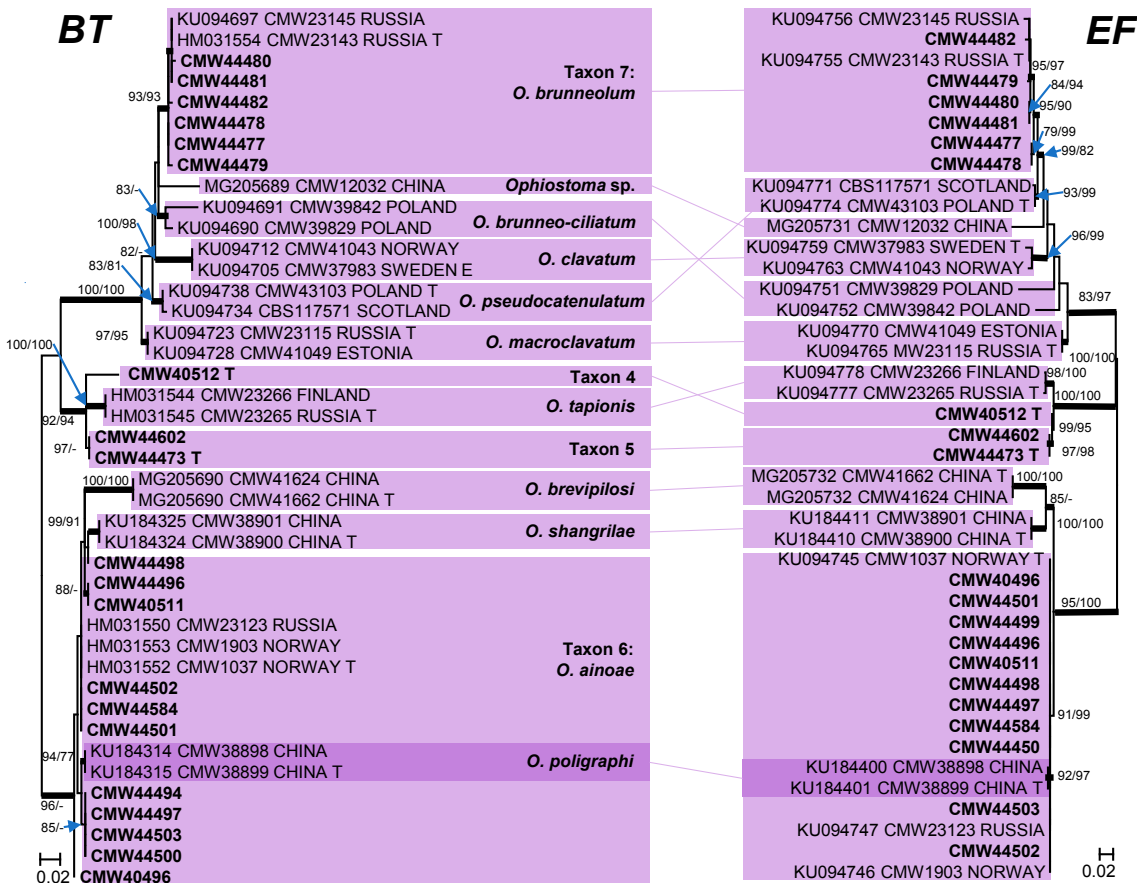 BT
KU094697 CMW23145 RUSSIA
HM031554 CMW23143 RUSSIA T
CMW44480
CMW44481
CMW44482
CMW44478
CMW44477
CMW44479
Taxon 7:
O. brunneolum
93/93
MG205689 CMW12032 CHINA
Ophiostoma sp.
83/-
KU094691 CMW39842 POLAND
KU094690 CMW39829 POLAND
O. brunneo-ciliatum
100/98
KU094712 CMW41043 NORWAY
KU094705 CMW37983 SWEDEN E
O. clavatum
82/-
83/81
KU094738 CMW43103 POLAND T
KU094734 CBS117571 SCOTLAND
O. pseudocatenulatum
100/100
97/95
KU094723 CMW23115 RUSSIA T
KU094728 CMW41049 ESTONIA
O. macroclavatum
100/100
CMW40512 T
Taxon 4
HM031544 CMW23266 FINLAND
HM031545 CMW23265 RUSSIA T
O. tapionis
92/94
97/-
CMW44602
CMW44473 T
Taxon 5
100/100
MG205690 CMW41624 CHINA
MG205690 CMW41662 CHINA T
O. brevipilosi
99/91
KU184325 CMW38901 CHINA
KU184324 CMW38900 CHINA T
O. shangrilae
CMW44498
CMW44496
CMW40511
88/-
HM031550 CMW23123 RUSSIA
HM031553 CMW1903 NORWAY
HM031552 CMW1037 NORWAY T
Taxon 6:
O. ainoae
CMW44502
CMW44584
CMW44501
94/77
KU184314 CMW38898 CHINA
KU184315 CMW38899 CHINA T
O. poligraphi
CMW44494
CMW44497
CMW44503
CMW44500
CMW40496
96/-
85/-
0.02
EF
KU094756 CMW23145 RUSSIA
CMW44482
KU094755 CMW23143 RUSSIA T
CMW44479
CMW44480
CMW44481
CMW44477
CMW44478
95/97
84/94
95/90
79/99
99/82
KU094771 CBS117571 SCOTLAND
KU094774 CMW43103 POLAND T
93/99
MG205731 CMW12032 CHINA
KU094759 CMW37983 SWEDEN T
KU094763 CMW41043 NORWAY
96/99
KU094751 CMW39829 POLAND
KU094752 CMW39842 POLAND
83/97
KU094770 CMW41049 ESTONIA
KU094765 MW23115 RUSSIA T
100/100
KU094778 CMW23266 FINLAND
KU094777 CMW23265 RUSSIA T
98/100
100/100
CMW40512 T
99/95
CMW44602
CMW44473 T
97/98
MG205732 CMW41662 CHINA T
MG205732 CMW41624 CHINA
100/100
85/-
KU184411 CMW38901 CHINA
KU184410 CMW38900 CHINA T
100/100
KU094745 CMW1037 NORWAY T
CMW40496
CMW44501
CMW44499
CMW44496
CMW40511
CMW44498
CMW44497
CMW44584
CMW44450
95/100
91/99
KU184400 CMW38898 CHINA
KU184401 CMW38899 CHINA T
92/97
CMW44503
KU094747 CMW23123 RUSSIA
CMW44502
KU094746 CMW1903 NORWAY
0.02